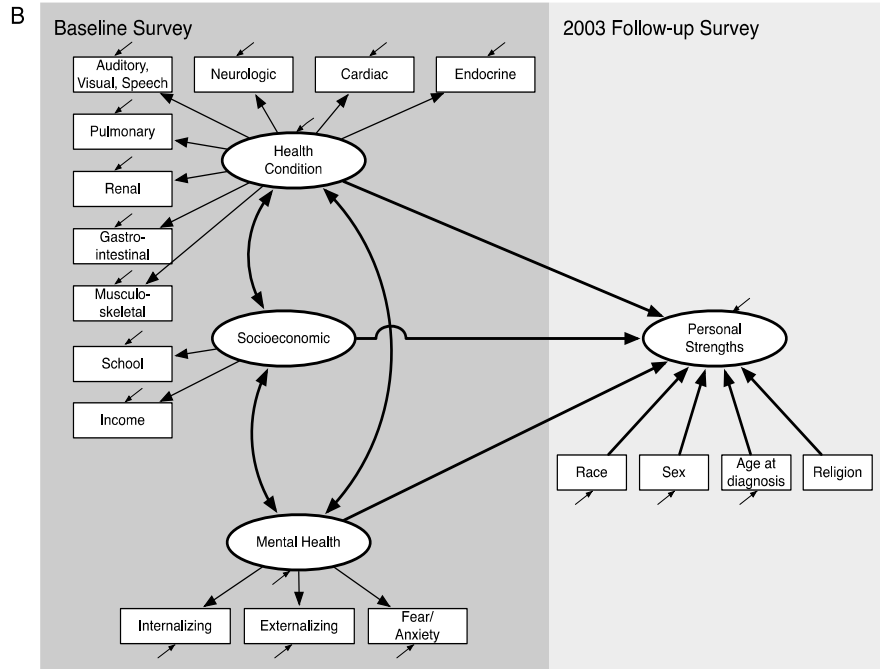 B
Baseline Survey
2003 Follow-up Survey
Auditory,
Visual, Speech
Neurologic
Cardiac
Endocrine
Pulmonary
Health
Condition
Renal
Gastro-
intestinal
Musculo-
skeletal
Socioeconomic
Personal
Strengths
School
Income
Race
Sex
Age at
diagnosis
Religion
Mental Health
Internalizing
Externalizing
Fear/
Anxiety